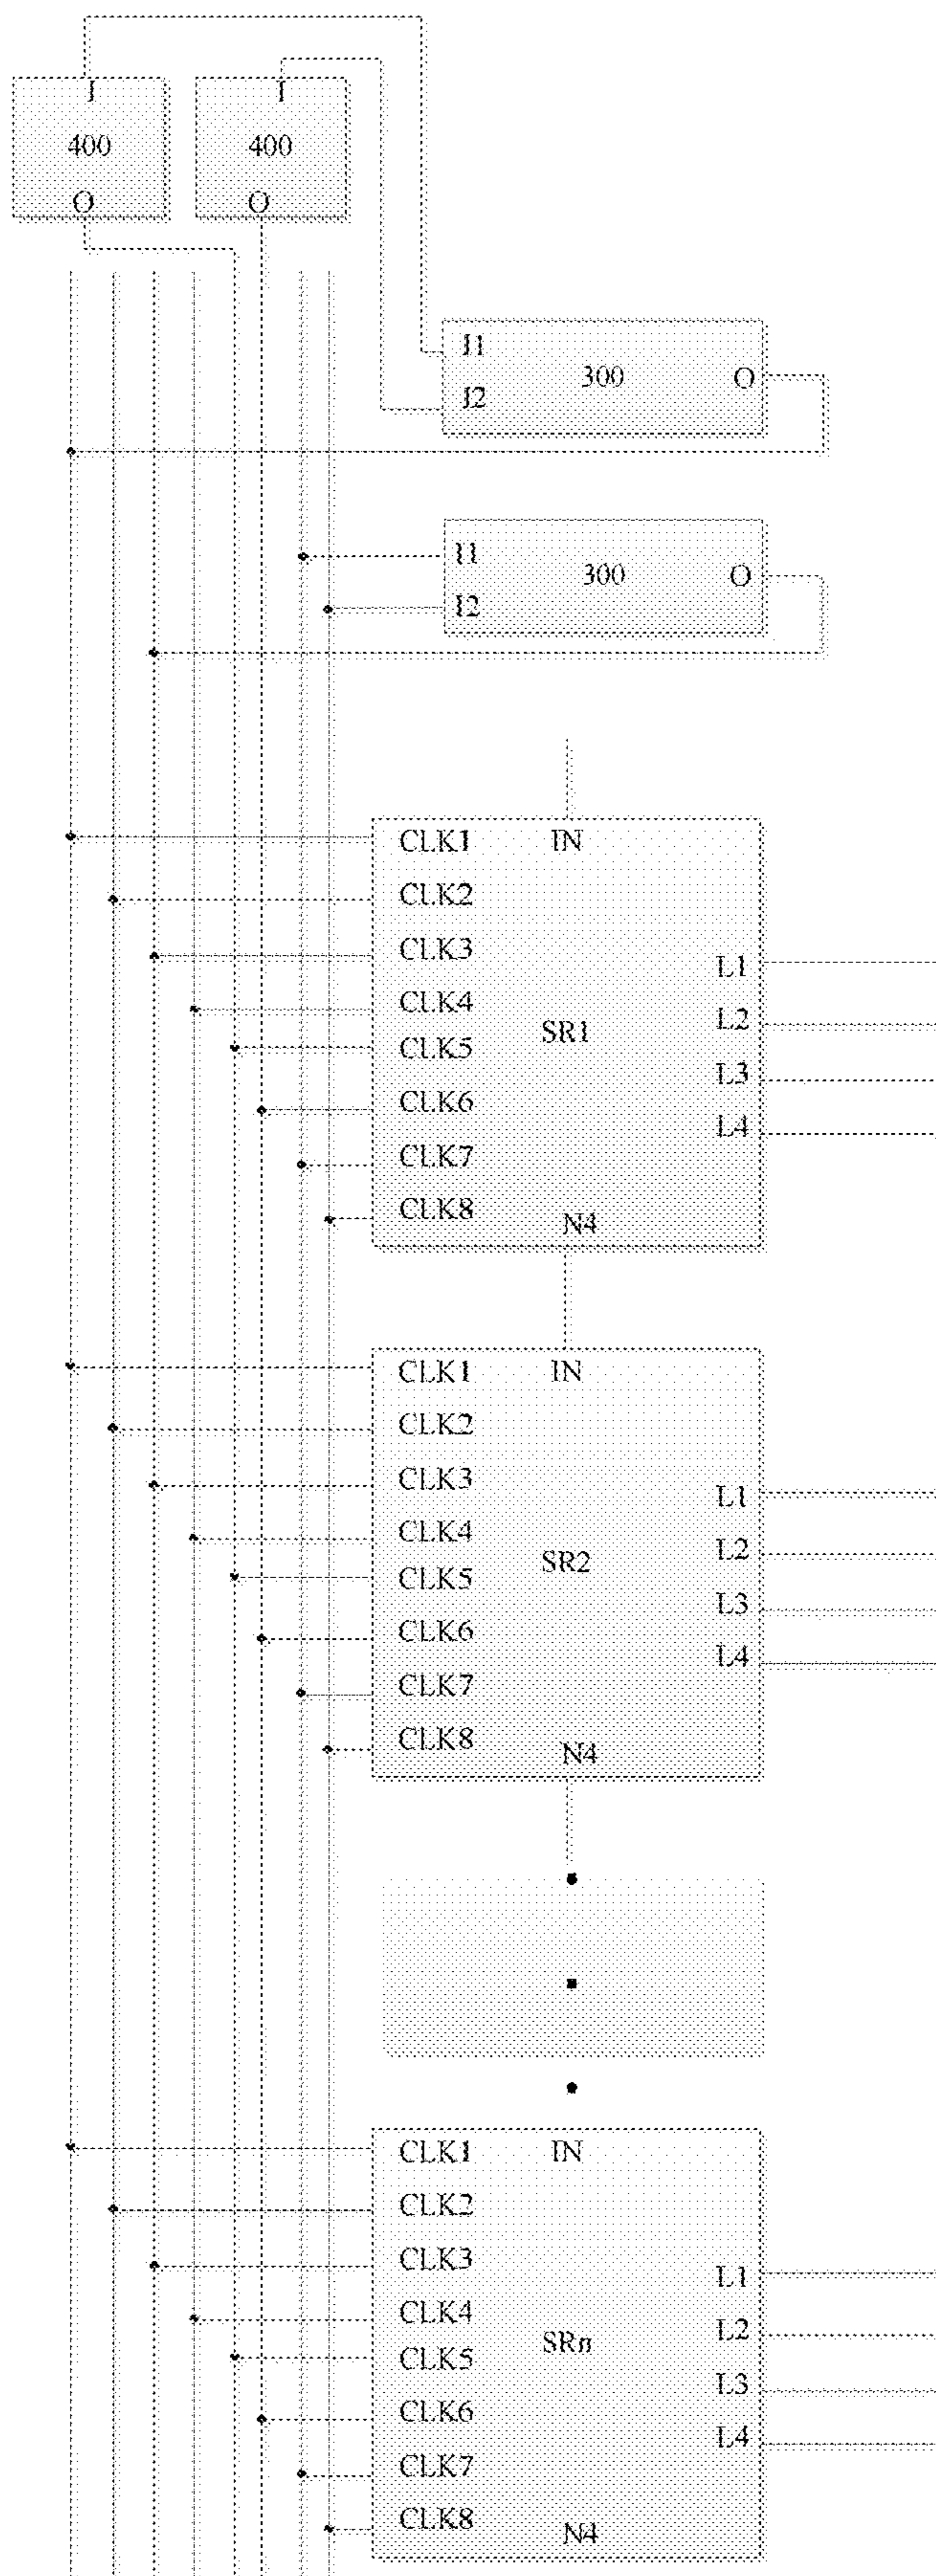 I I
400 400
O O
I1
300 O
I2
I1
300 O
I2
CLK1 IN
CLK2
CLK3
L1
CLK4
L2
SR1
CLK5
L3
CLK6
L4
CLK7
CLK8
N4
CLK1 IN
CLK2
CLK3
L1
CLK4
L2
SR2
CLK5
L3
CLK6
L4
CLK7
CLK8
N4
CLK1 IN
CLK2
CLK3
L1
CLK4
L2
SRn
CLK5
L3
CLK6
L4
CLK7
CLK8
N4